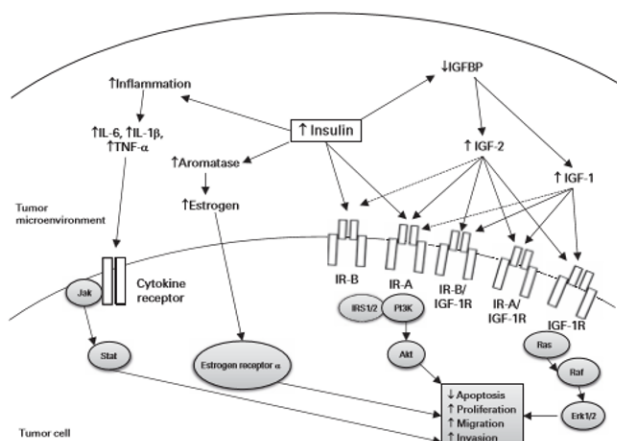 ↓IGFBP
↑Inflammation
↑ Insulin
↑IL-6, ↑IL-1β,
↑TNF-α
↑ IGF-2
↑Aromatase
↑ IGF-1
↑Estrogen
Tumor
microenvironment
Cytokine
receptor
Jak
IR-B
IR-A
IR-B/
IGF-1R
IR-A/
IGF-1R
IGF-1R
IRS1/2
PI3K
Ras
Stat
Estrogen receptor α
Akt
Raf
↓ Apoptosis
↑ Proliferation
↑ Migration
↑ Invasion
Erk1/2
Tumor cell